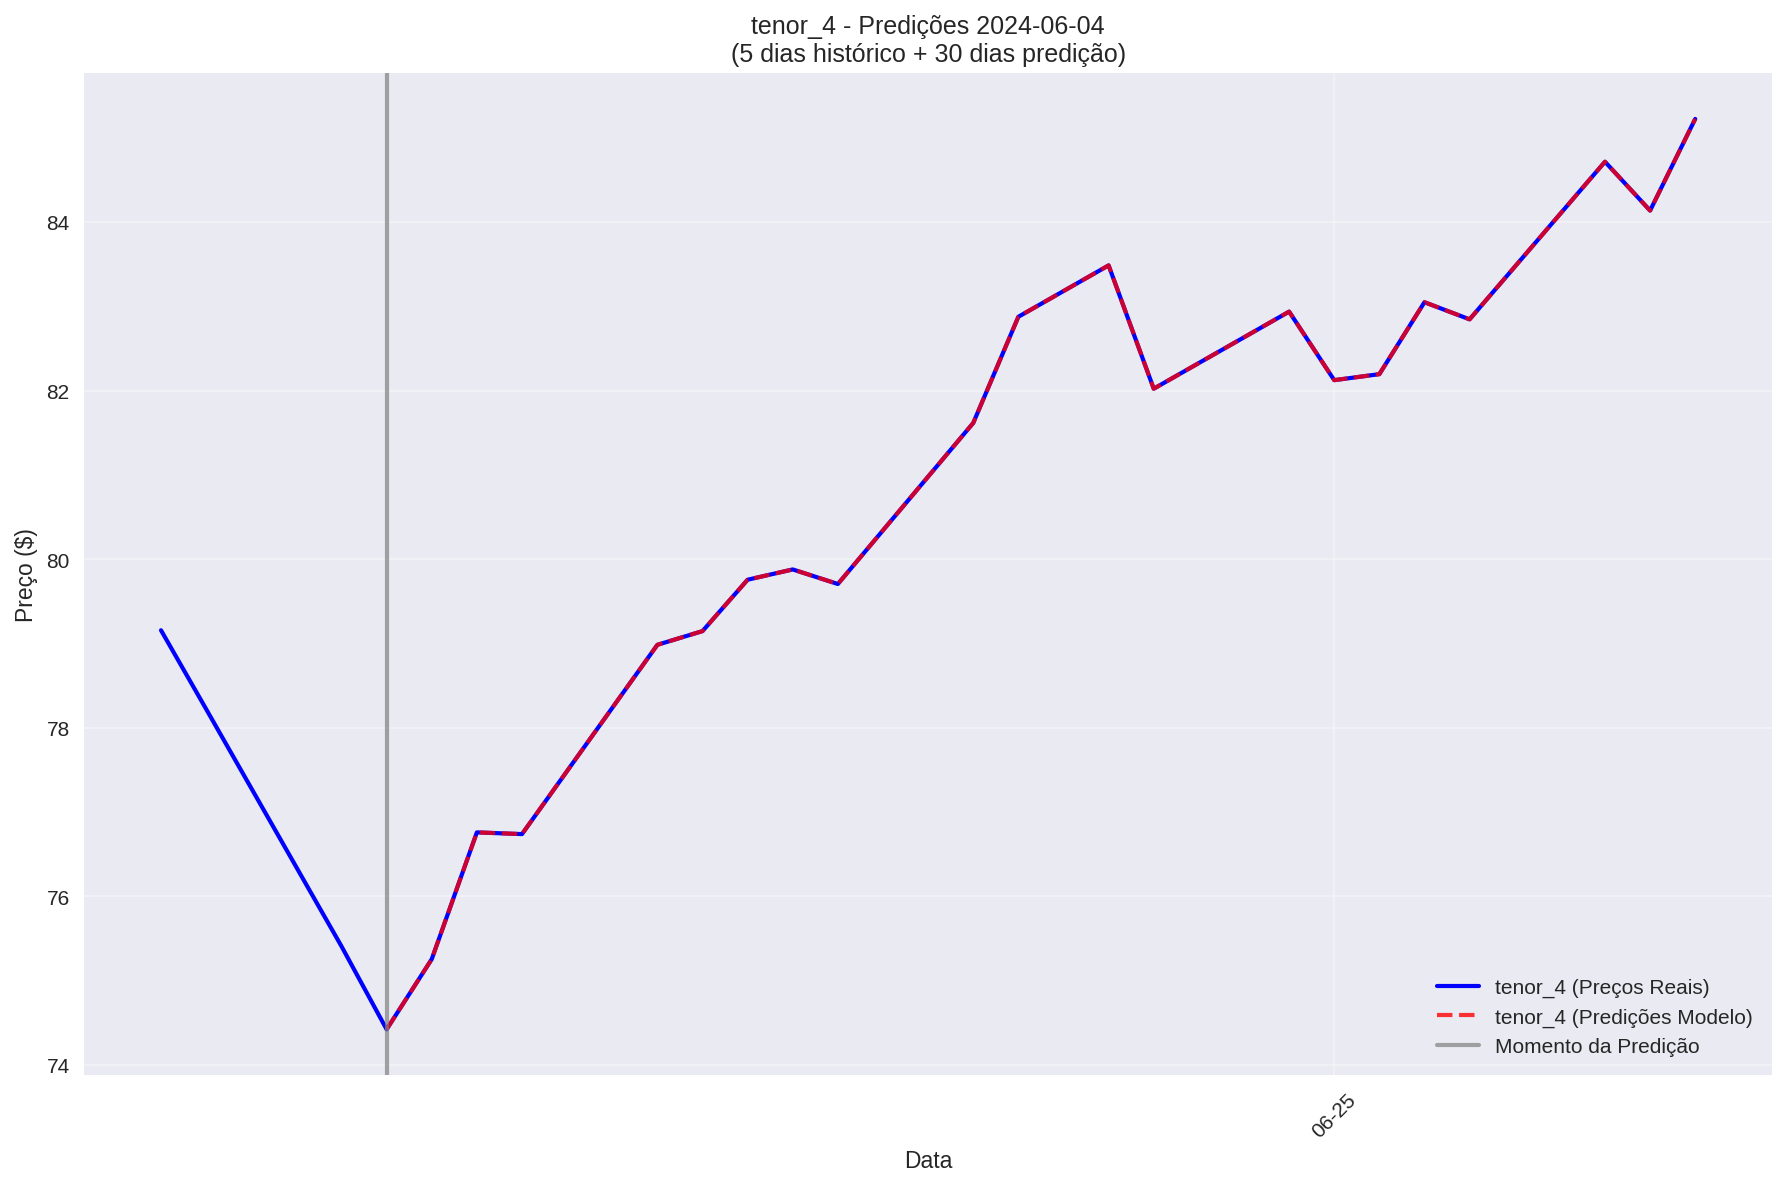 tenor_4 - Predições 2024-06-04
(5 dias histórico + 30 dias predição)
Preço ($)
84
82
80
78
76
74
tenor_4 (Preços Reais)
tenor_4 (Predições Modelo)
Momento da Predição
06-25
Data